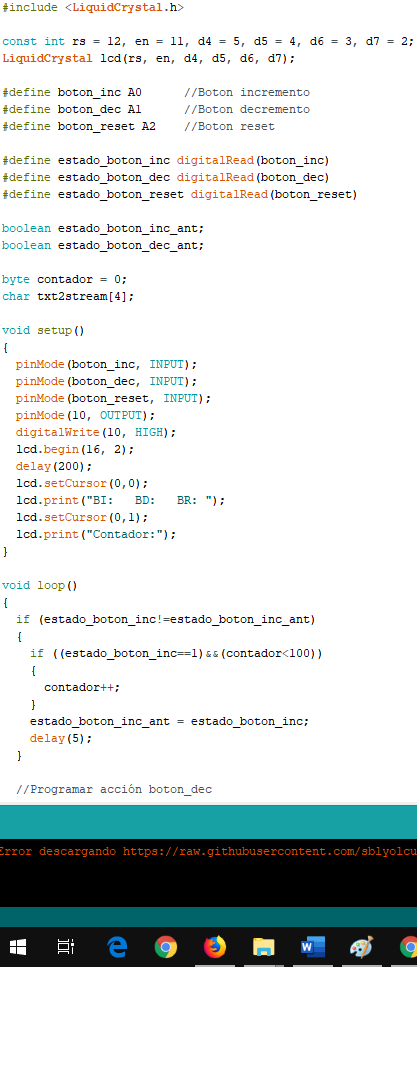 #include <LiquidCrystal.h>
const int rs = 12, en = 11, d4 = 5, d5 = 4, d6 = 3, d7 = 2;
LiquidCrystal lcd(rs, en, d4, d5, d6, d7);
#define boton_inc A0      //Boton incremento
#define boton_dec A1      //Boton decremento
#define boton_reset A2    //Boton reset
#define estado_boton_inc digitalRead(boton_inc)
#define estado_boton_dec digitalRead(boton_dec)
#define estado_boton_reset digitalRead(boton_reset)
boolean estado_boton_inc_ant;
boolean estado_boton_dec_ant;
byte contador = 0;
char txt2stream[4];
void setup()
{
  pinMode(boton_inc, INPUT);
  pinMode(boton_dec, INPUT);
  pinMode(boton_reset, INPUT);
  pinMode(10, OUTPUT);
  digitalWrite(10, HIGH);
  lcd.begin(16, 2);
  delay(200);
  lcd.setCursor(0,0);
  lcd.print("BI:   BD:   BR: ");
  lcd.setCursor(0,1);
  lcd.print("Contador:");
}
void loop()
{
  if (estado_boton_inc!=estado_boton_inc_ant)
  {
    if ((estado_boton_inc==1)&&(contador<100))
    {
      contador++;
    }
    estado_boton_inc_ant = estado_boton_inc;
    delay(5);
  }
  //Programar acción boton_dec
Error descargando https://raw.githubusercontent.com/sblyolcu